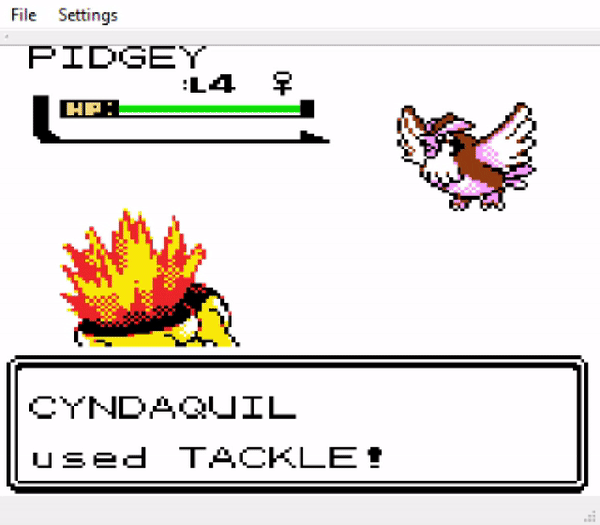 File Settings
PIDGEY
:L4 ♀
HP:
CYNDAQUIL
used TACKLE!